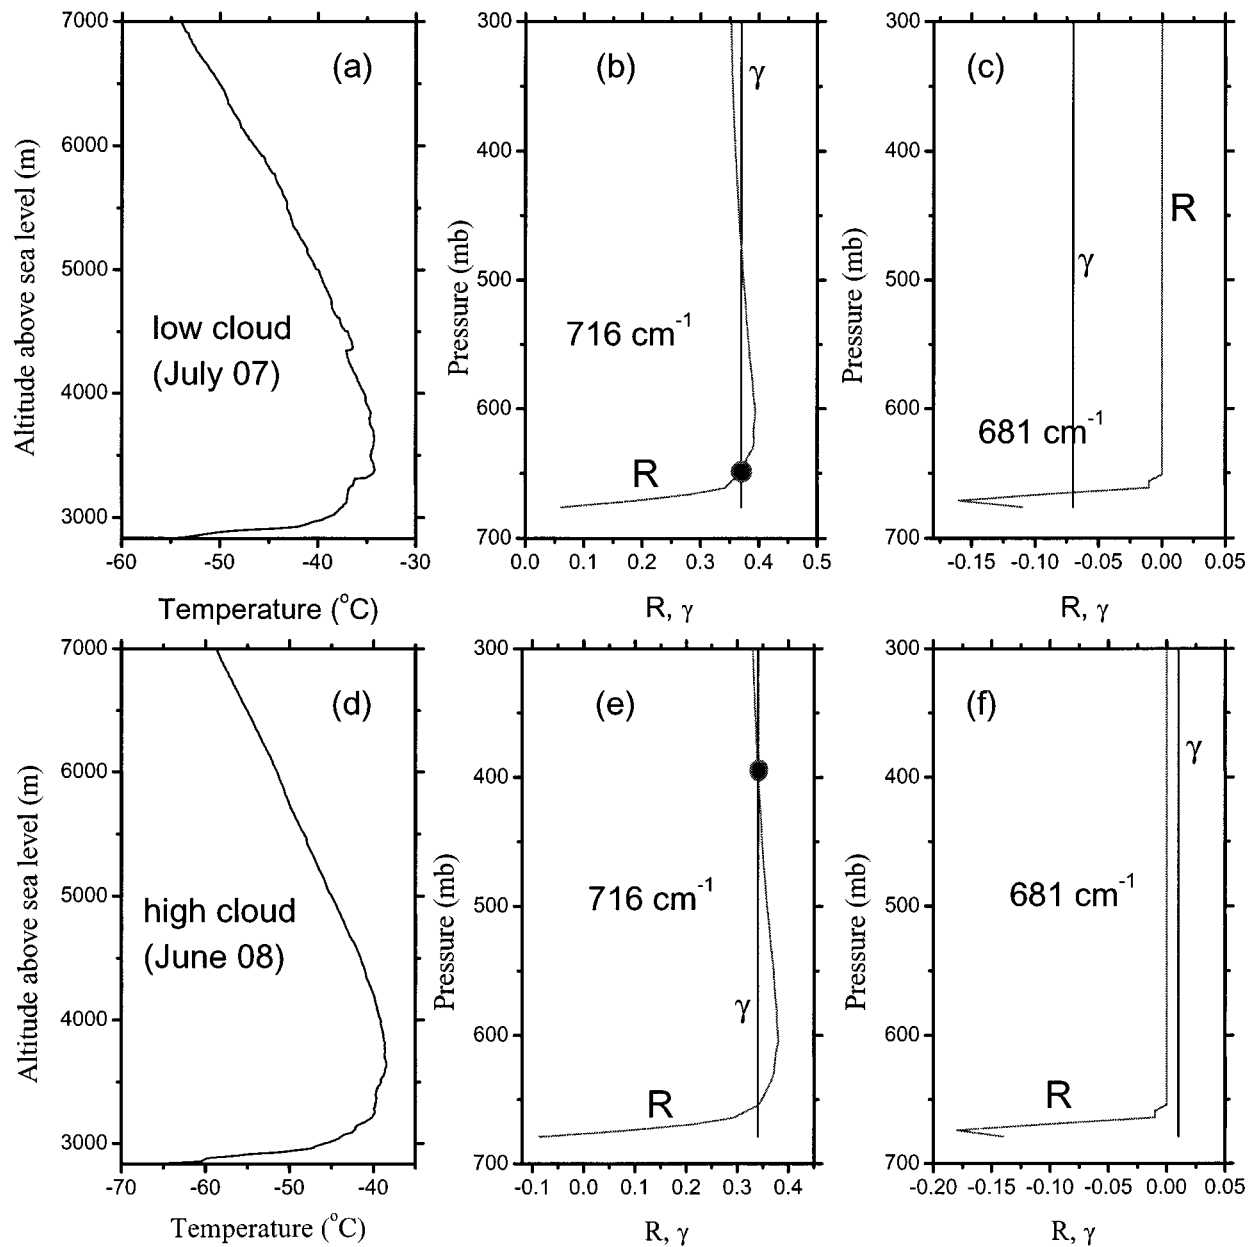 7000
6000
5000
4000
3000
-60
-50
-40
-30
Altitude above sea level (m)
Temperature (°C)
(a)
low cloud
(July 07)
300
400
500
600
700
0.0
0.1
0.2
0.3
0.4
0.5
Pressure (mb)
R, γ
(b)
γ
716 cm⁻¹
R
300
400
500
600
700
-0.15
-0.10
-0.05
0.00
0.05
Pressure (mb)
R, γ
(c)
R
γ
681 cm⁻¹
7000
6000
5000
4000
3000
-70
-60
-50
-40
Altitude above sea level (m)
Temperature (°C)
(d)
high cloud
(June 08)
300
400
500
600
700
-0.1
0.0
0.1
0.2
0.3
0.4
Pressure (mb)
R, γ
(e)
716 cm⁻¹
γ
R
300
400
500
600
700
-0.20
-0.15
-0.10
-0.05
0.00
0.05
Pressure (mb)
R, γ
(f)
γ
681 cm⁻¹
R